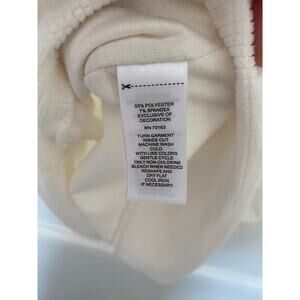 93% POLYESTER
7% SPANDEX
EXCLUSIVE OF
DECORATION
RN 73163
TURN GARMENT
INSIDE OUT
MACHINE WASH
COLD
WITH LIKE COLORS
GENTLE CYCLE
ONLY NON-CHLORINE
BLEACH WHEN NEEDED
RESHAPE AND
DRY FLAT
COOL IRON
IF NECESSARY